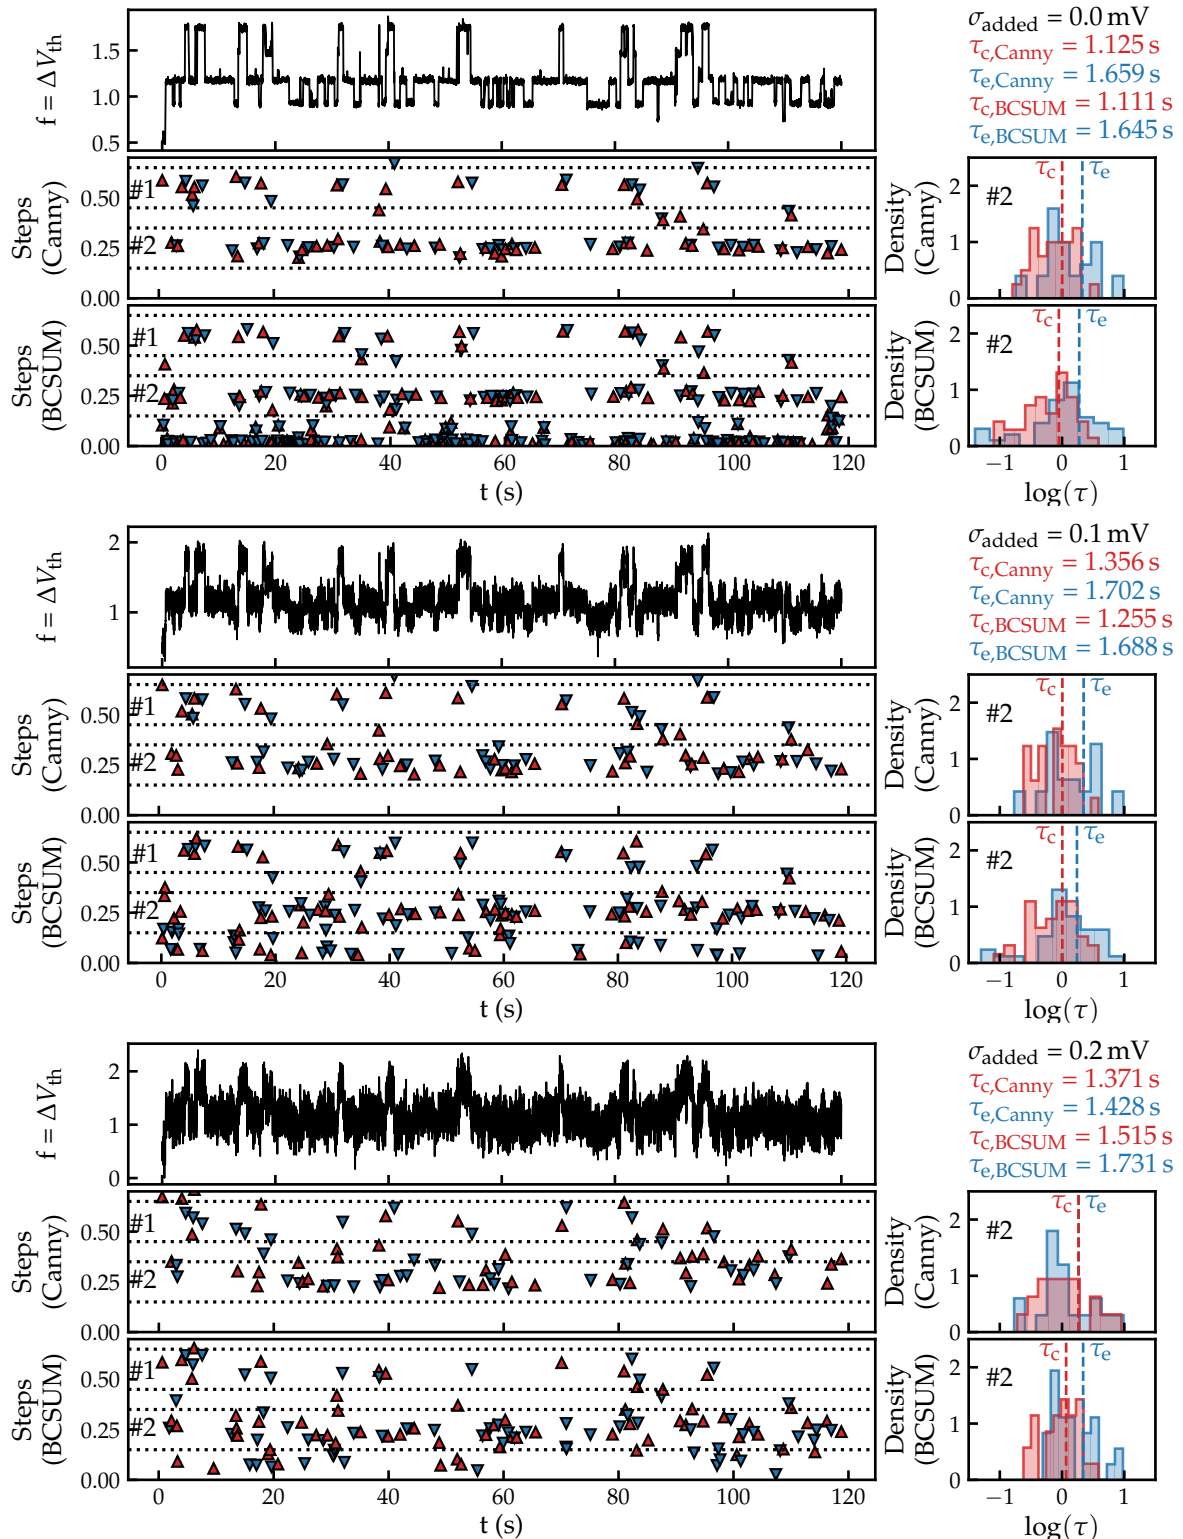 σadded = 0.0 mV
τc,Canny = 1.125 s
τe,Canny = 1.659 s
τc,BCSUM = 1.111 s
τe,BCSUM = 1.645 s
f = ΔVth
1.5
1.0
0.5
Steps
(Canny)
0.50
0.25
0.00
#1
#2
Density
(Canny)
2
1
0
#2
τc
τe
Steps
(BCSUM)
0.50
0.25
0.00
#1
#2
0
20
40
60
80
100
120
t (s)
Density
(BCSUM)
2
1
0
#2
τc
τe
−1
0
1
log(τ)
σadded = 0.1 mV
τc,Canny = 1.356 s
τe,Canny = 1.702 s
τc,BCSUM = 1.255 s
τe,BCSUM = 1.688 s
f = ΔVth
2
1
Steps
(Canny)
0.50
0.25
0.00
#1
#2
Density
(Canny)
2
1
0
#2
τc
τe
Steps
(BCSUM)
0.50
0.25
0.00
#1
#2
0
20
40
60
80
100
120
t (s)
Density
(BCSUM)
2
1
0
#2
τc
τe
−1
0
1
log(τ)
σadded = 0.2 mV
τc,Canny = 1.371 s
τe,Canny = 1.428 s
τc,BCSUM = 1.515 s
τe,BCSUM = 1.731 s
f = ΔVth
2
1
0
Steps
(Canny)
0.50
0.25
0.00
#1
#2
Density
(Canny)
2
1
0
#2
τc
τe
Steps
(BCSUM)
0.50
0.25
0.00
#1
#2
0
20
40
60
80
100
120
t (s)
Density
(BCSUM)
2
1
0
#2
τc
τe
−1
0
1
log(τ)